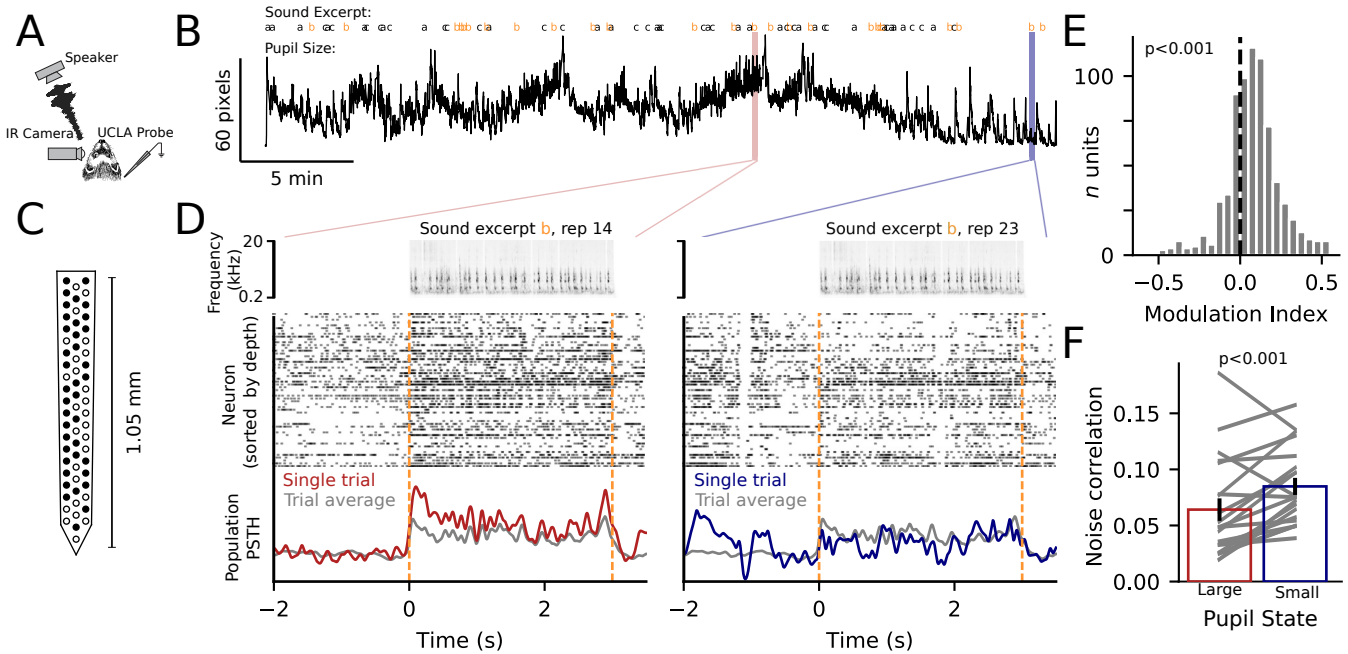 A
Speaker
IR Camera
UCLA Probe
B
Sound Excerpt:
Pupil Size:
60 pixels
5 min
C
1.05 mm
D
Sound excerpt b, rep 14
Sound excerpt b, rep 23
Frequency
(kHz)
20
0.2
Neuron
(sorted by depth)
Single trial
Trial average
Single trial
Trial average
Population
PSTH
−2 0 2
Time (s)
−2 0 2
Time (s)
E
p<0.001
n units
100
0
−0.5 0.0 0.5
Modulation Index
F
p<0.001
Noise correlation
0.15
0.10
0.05
0.00
Large
Small
Pupil State